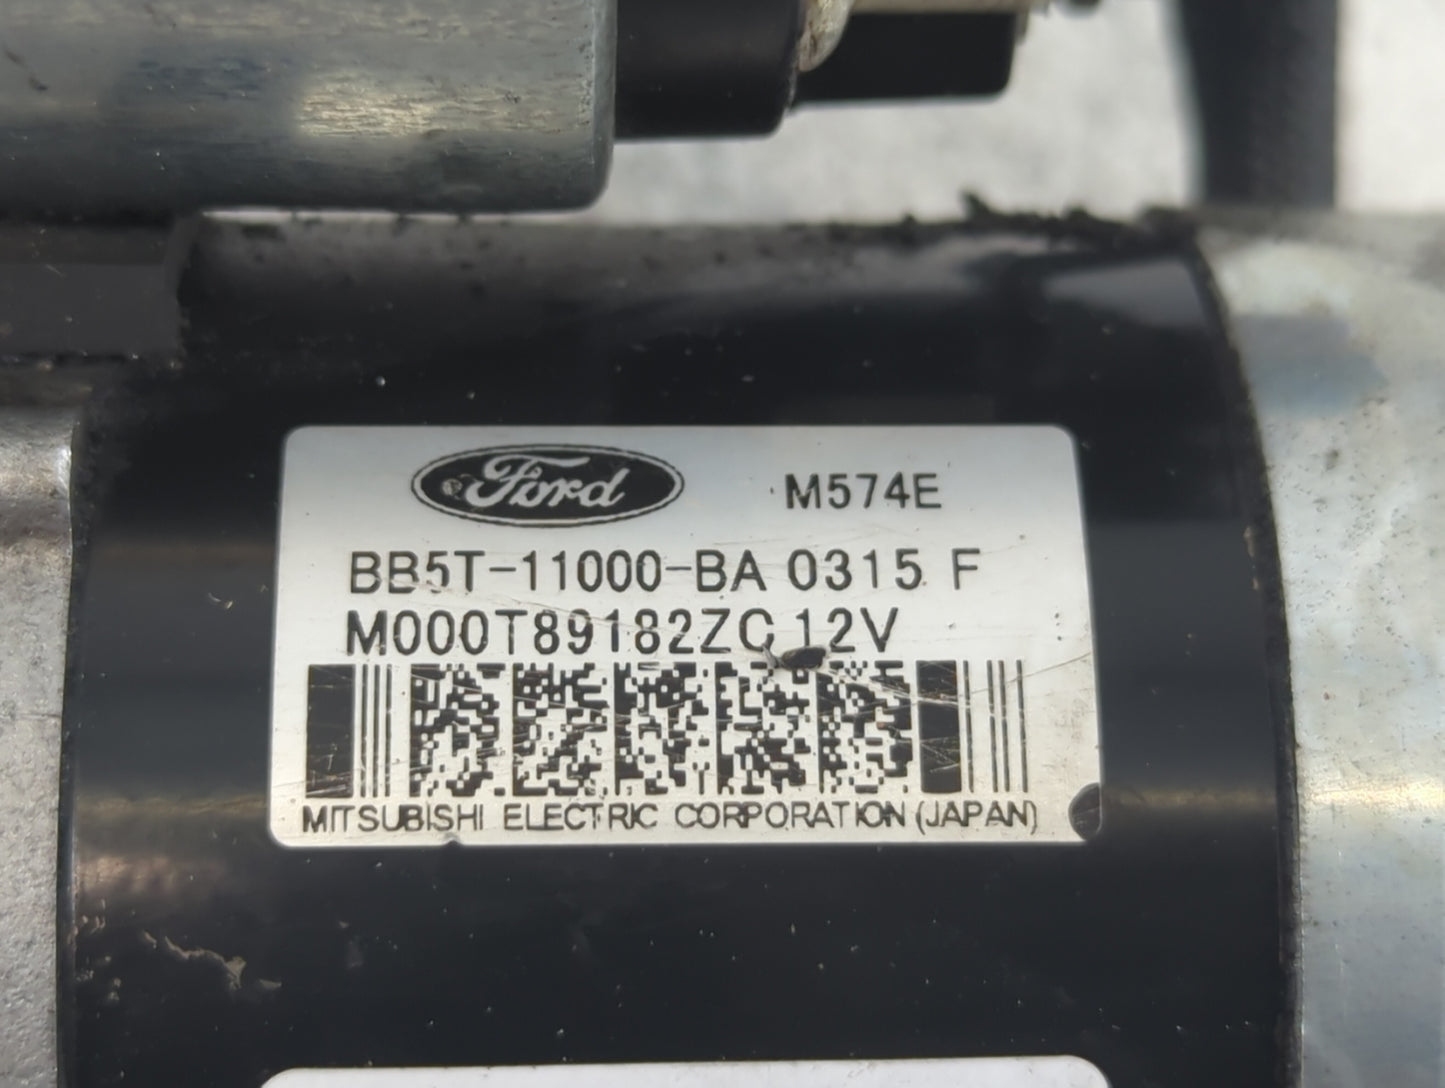 Ford M574E
BB5T-11000-BA 0315 F
M000T89182ZC 12V
MITSUBISHI ELECTRIC CORPORATION (JAPAN)